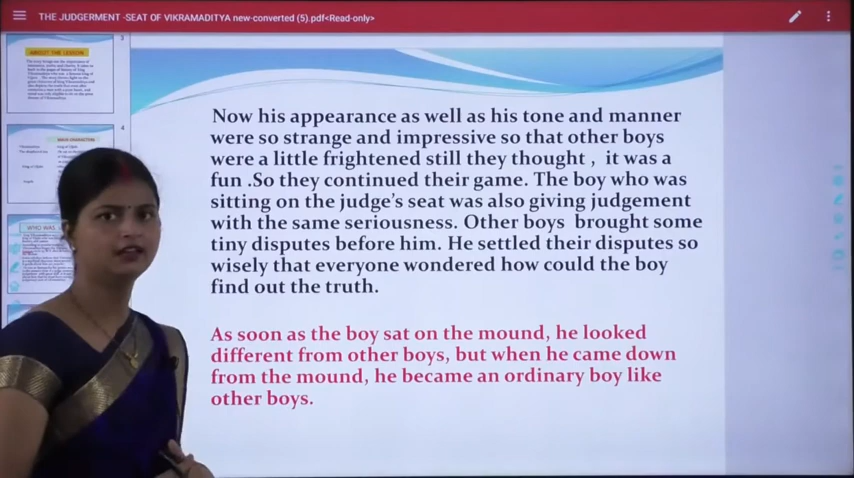 THE JUDGERMENT -SEAT OF VIKRAMADITYA new-converted (5).pdf<Read-only>
3
ABOUT THE LESSON
4
MAIN CHARACTERS
WHO WAS
Now his appearance as well as his tone and manner
were so strange and impressive so that other boys
were a little frightened still they thought , it was a
fun .So they continued their game. The boy who was
sitting on the judge's seat was also giving judgement
with the same seriousness. Other boys brought some
tiny disputes before him. He settled their disputes so
wisely that everyone wondered how could the boy
find out the truth.
As soon as the boy sat on the mound, he looked
different from other boys, but when he came down
from the mound, he became an ordinary boy like
other boys.